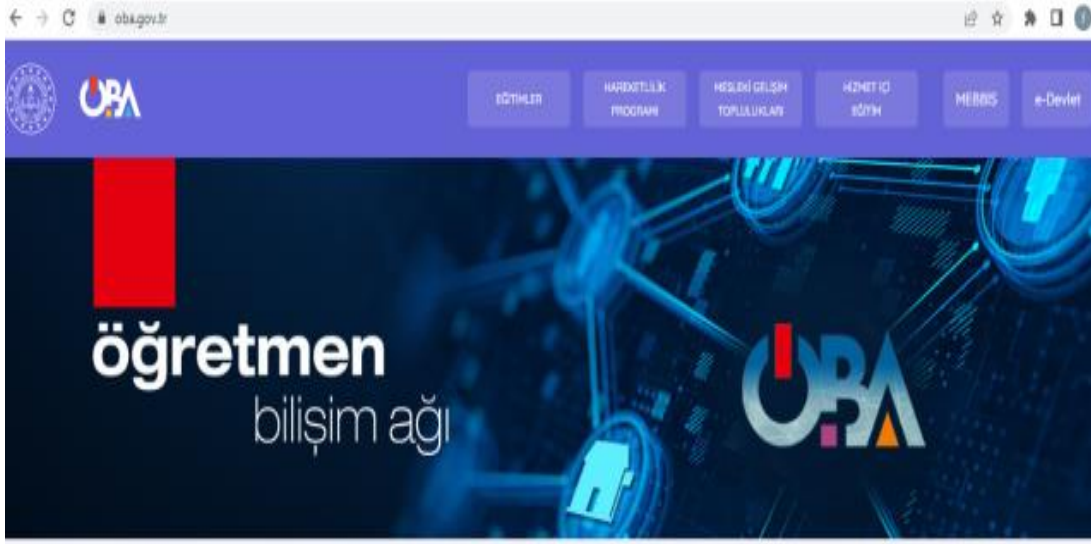 oba.gov.tr
ÖBA
EĞİTİMLER
HAREKETLİLİK
PROGRAMI
MESLEKİ GELİŞİM
TOPLULUKLARI
HİZMET İÇİ
EĞİTİM
MEBBİS
e-Devlet
öğretmen
bilişim ağı
ÖBA